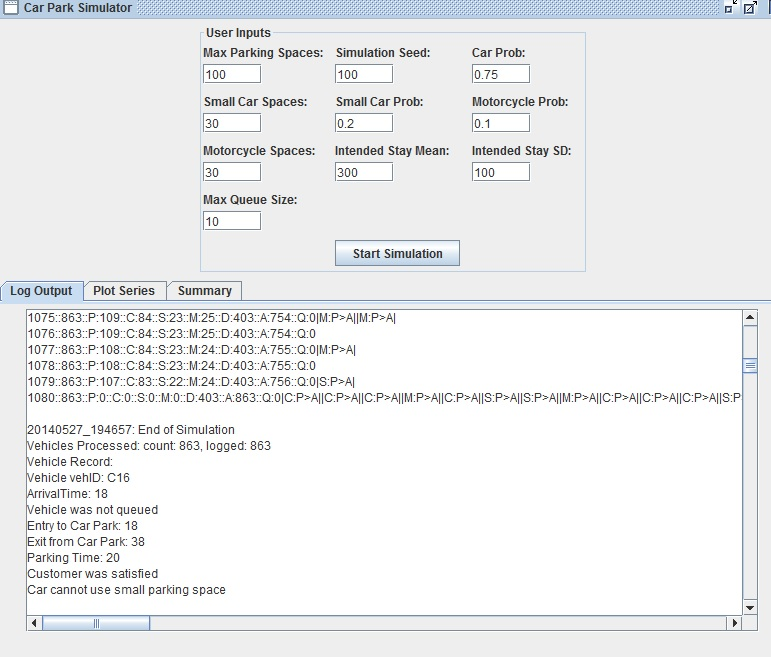 Car Park Simulator
User Inputs
Max Parking Spaces: Simulation Seed: Car Prob:
100 100 0.75
Small Car Spaces: Small Car Prob: Motorcycle Prob:
30 0.2 0.1
Motorcycle Spaces: Intended Stay Mean: Intended Stay SD:
30 300 100
Max Queue Size:
10
Start Simulation
Log Output Plot Series Summary
1075::863::P:109::C:84::S:23::M:25::D:403::A:754::Q:0|M:P>A||M:P>A|
1076::863::P:109::C:84::S:23::M:25::D:403::A:754::Q:0
1077::863::P:108::C:84::S:23::M:24::D:403::A:755::Q:0|M:P>A|
1078::863::P:108::C:84::S:23::M:24::D:403::A:755::Q:0
1079::863::P:107::C:83::S:22::M:24::D:403::A:756::Q:0|S:P>A|
1080::863::P:0::C:0::S:0::M:0::D:403::A:863::Q:0|C:P>A||C:P>A||C:P>A||M:P>A||C:P>A||S:P>A||S:P>A||M:P>A||C:P>A||C:P>A||C:P>A||S:P
20140527_194657: End of Simulation
Vehicles Processed: count: 863, logged: 863
Vehicle Record:
Vehicle vehID: C16
ArrivalTime: 18
Vehicle was not queued
Entry to Car Park: 18
Exit from Car Park: 38
Parking Time: 20
Customer was satisfied
Car cannot use small parking space